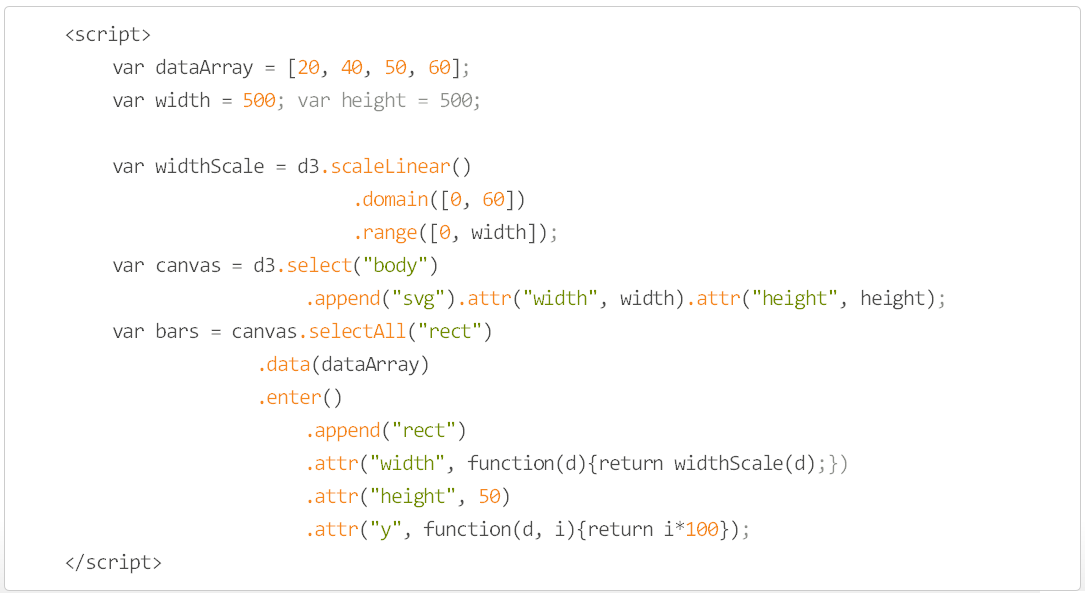 <script>
var dataArray = [20, 40, 50, 60];
var width = 500; var height = 500;
var widthScale = d3.scaleLinear()
.domain([0, 60])
.range([0, width]);
var canvas = d3.select("body")
.append("svg").attr("width", width).attr("height", height);
var bars = canvas.selectAll("rect")
.data(dataArray)
.enter()
.append("rect")
.attr("width", function(d){return widthScale(d);})
.attr("height", 50)
.attr("y", function(d, i){return i*100});
</script>